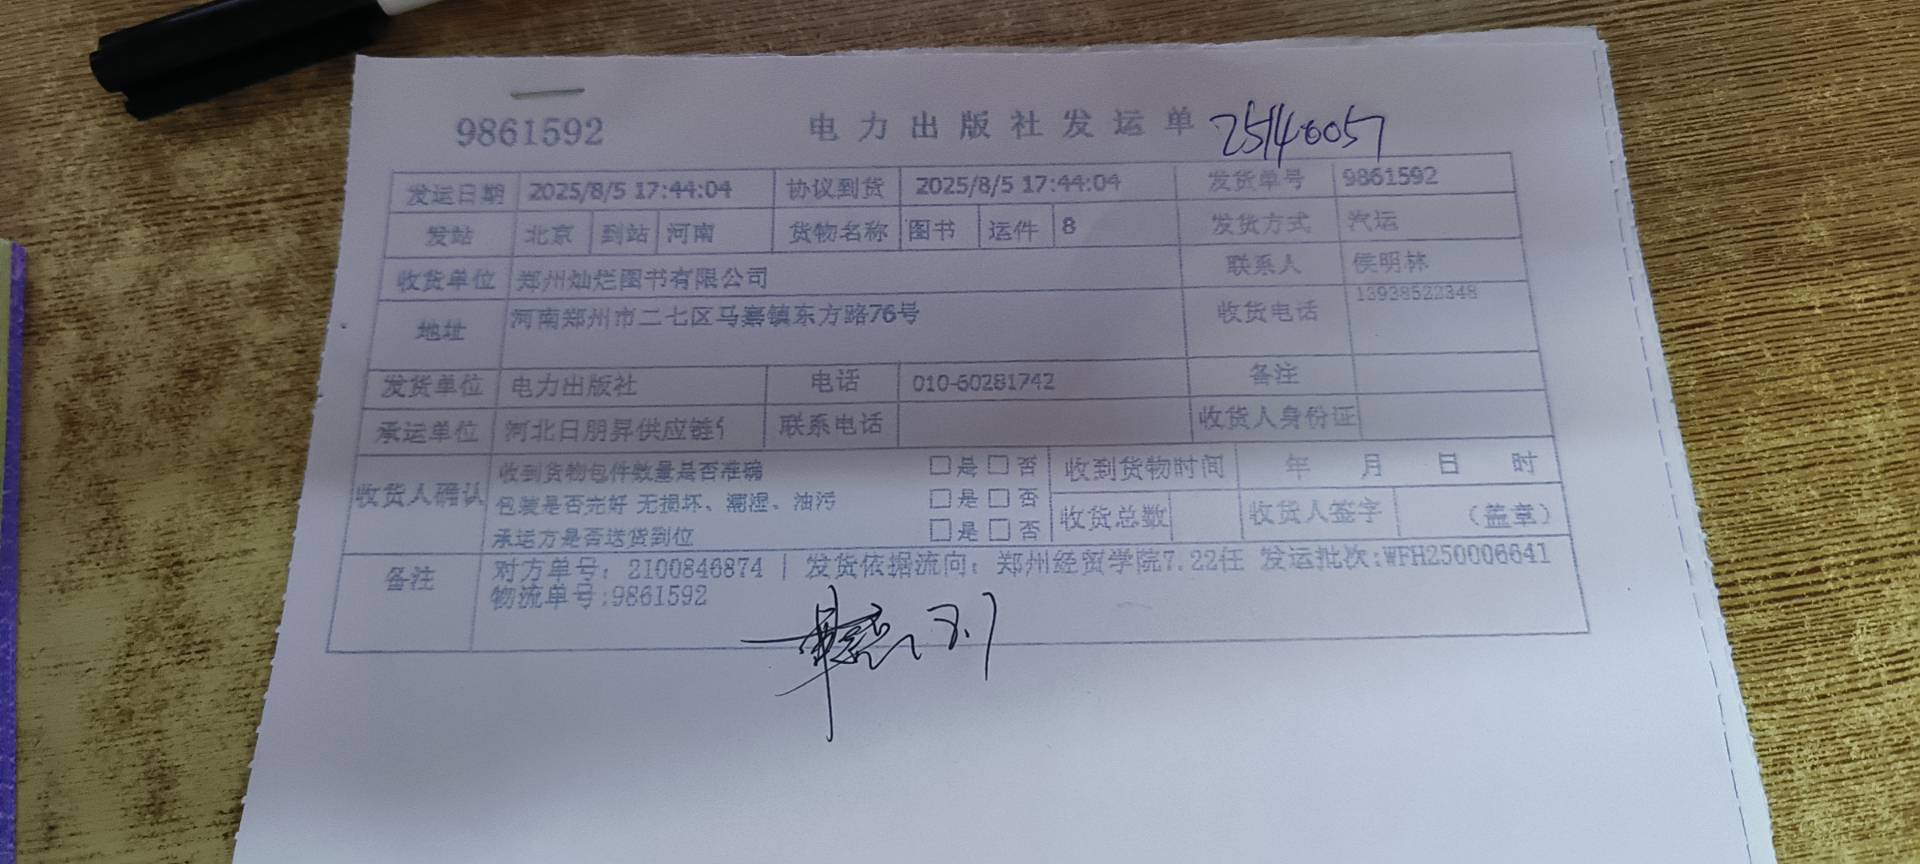 9861592 电力出版社发运单 25140057
发运日期 2025/8/5 17:44:04 协议到货 2025/8/5 17:44:04 发货单号 9861592
发站 北京 到站 河南 货物名称 图书 运件 8 发货方式 汽运
收货单位 郑州灿烂图书有限公司 联系人 侯明林
地址 河南郑州市二七区马寨镇东方路76号 收货电话 13938522348
发货单位 电力出版社 电话 010-60281742 备注
承运单位 河北日朋昇供应链 联系电话 收货人身份证
收货人确认 收到货物包件数量是否准确 □是 □否 收到货物时间 年 月 日 时
包装是否完好 无损坏、潮湿、油污 □是 □否
收货总数 收货人签字 （盖章）
承运方是否送货到位 □是 □否
备注 对方单号：2100846874 | 发货依据流向：郑州经贸学院7.22任 发运批次:WFH250006641
物流单号:9861592